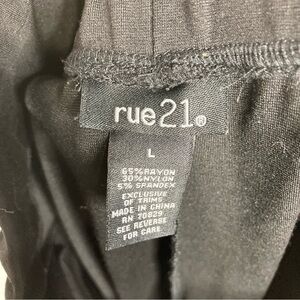 rue21®
L
65% RAYON
30% NYLON
5% SPANDEX
EXCLUSIVE
OF TRIMS
MADE IN CHINA
RN 70829
SEE REVERSE
FOR CARE